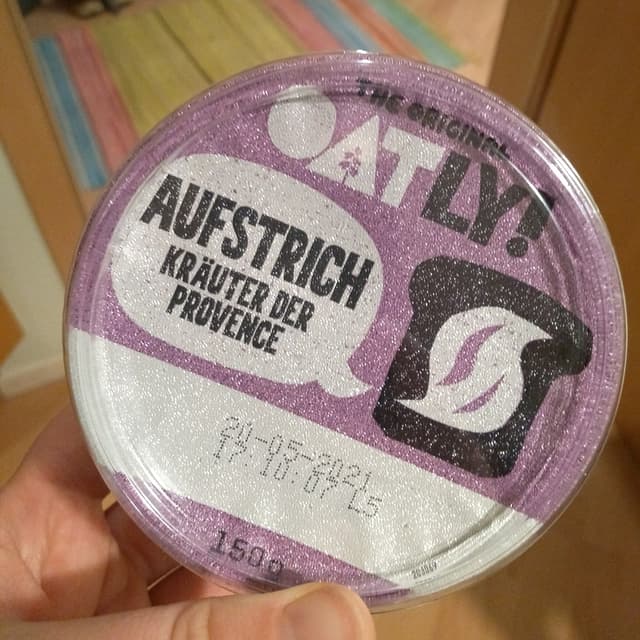 THE ORIGINAL
OATLY!
AUFSTRICH
KRÄUTER DER
PROVENCE
24-05-2021
17:10:07 L5
150g